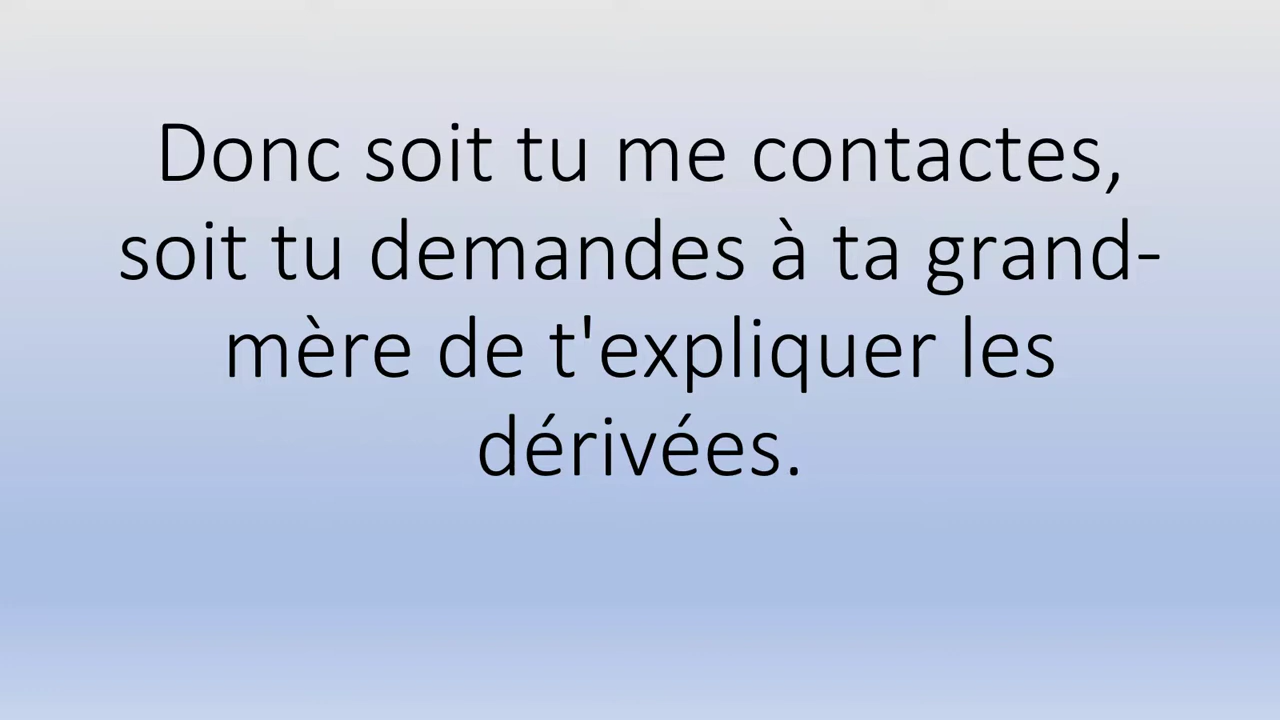 Donc soit tu me contactes,
soit tu demandes à ta grand-
mère de t'expliquer les
dérivées.